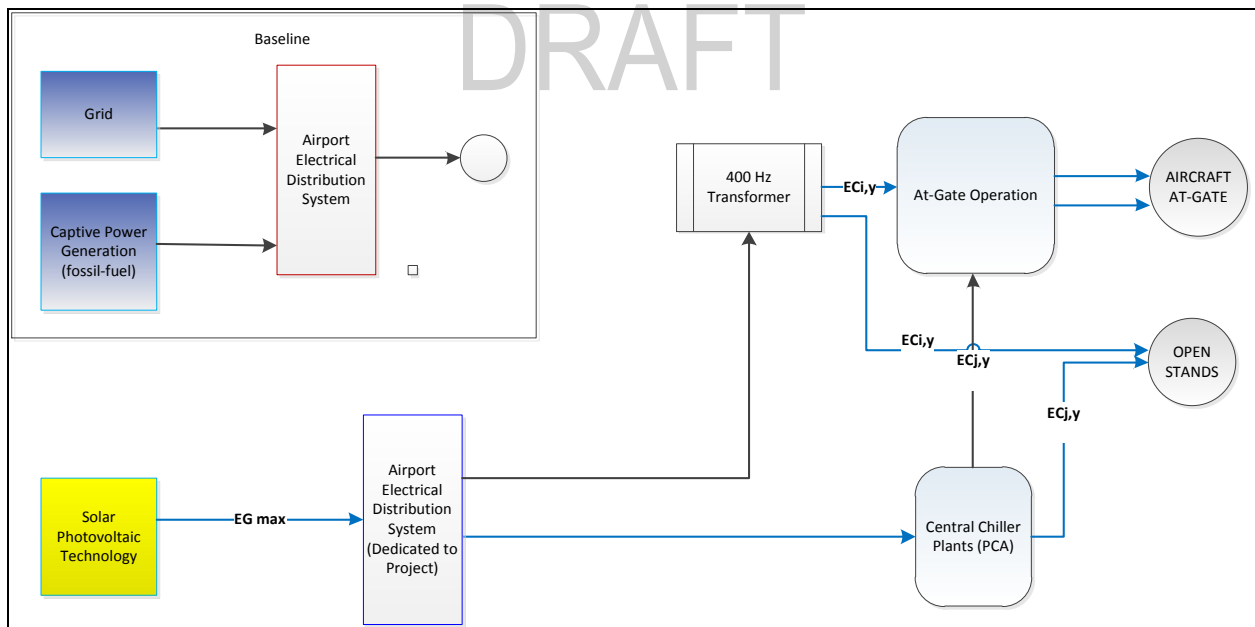 DRAFT
Baseline
Grid
Airport
Electrical
Distribution
System
Captive Power
Generation
(fossil-fuel)
400 Hz
Transformer
ECi,y
At-Gate Operation
AIRCRAFT
AT-GATE
ECi,y
ECj,y
OPEN
STANDS
ECj,y
Solar
Photovoltaic
Technology
EG max
Airport
Electrical
Distribution
System
(Dedicated to
Project)
Central Chiller
Plants (PCA)